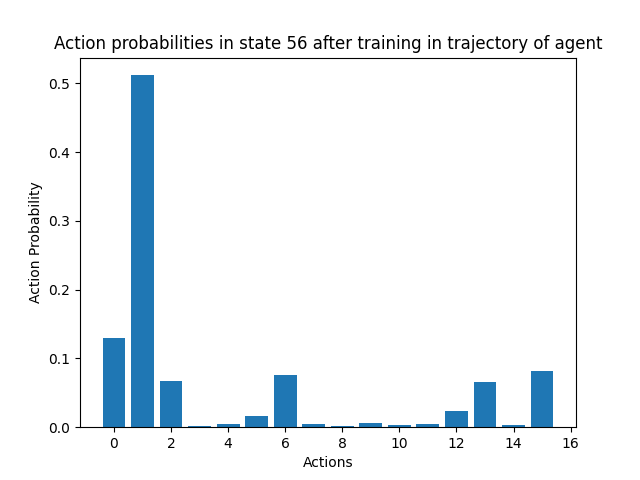 Action probabilities in state 56 after training in trajectory of agent
0.5
0.4
0.3
0.2
0.1
0.0
Action Probability
0 2 4 6 8 10 12 14 16
Actions